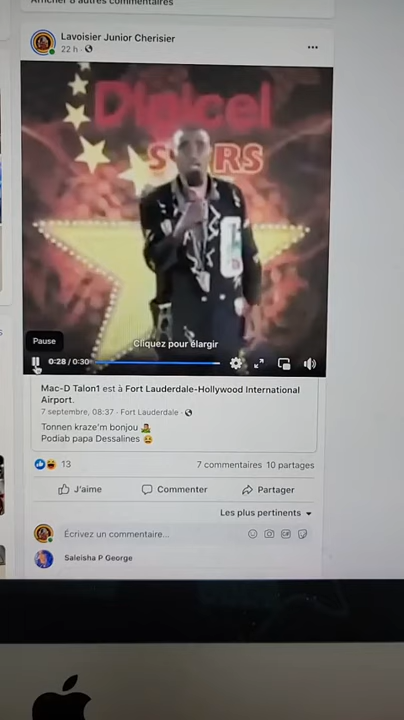 Afficher 8 autres commentaires
Lavoisier Junior Cherisier
22 h
Digicel
S RS
Pause
Cliquez pour élargir
0:28 / 0:30
Mac-D Talon1 est à Fort Lauderdale-Hollywood International
Airport.
7 septembre, 08:37 · Fort Lauderdale ·
Tonnen kraze'm bonjou
Podiab papa Dessalines
13
7 commentaires 10 partages
J'aime
Commenter
Partager
Les plus pertinents
Écrivez un commentaire...
GIF
Saleisha P George